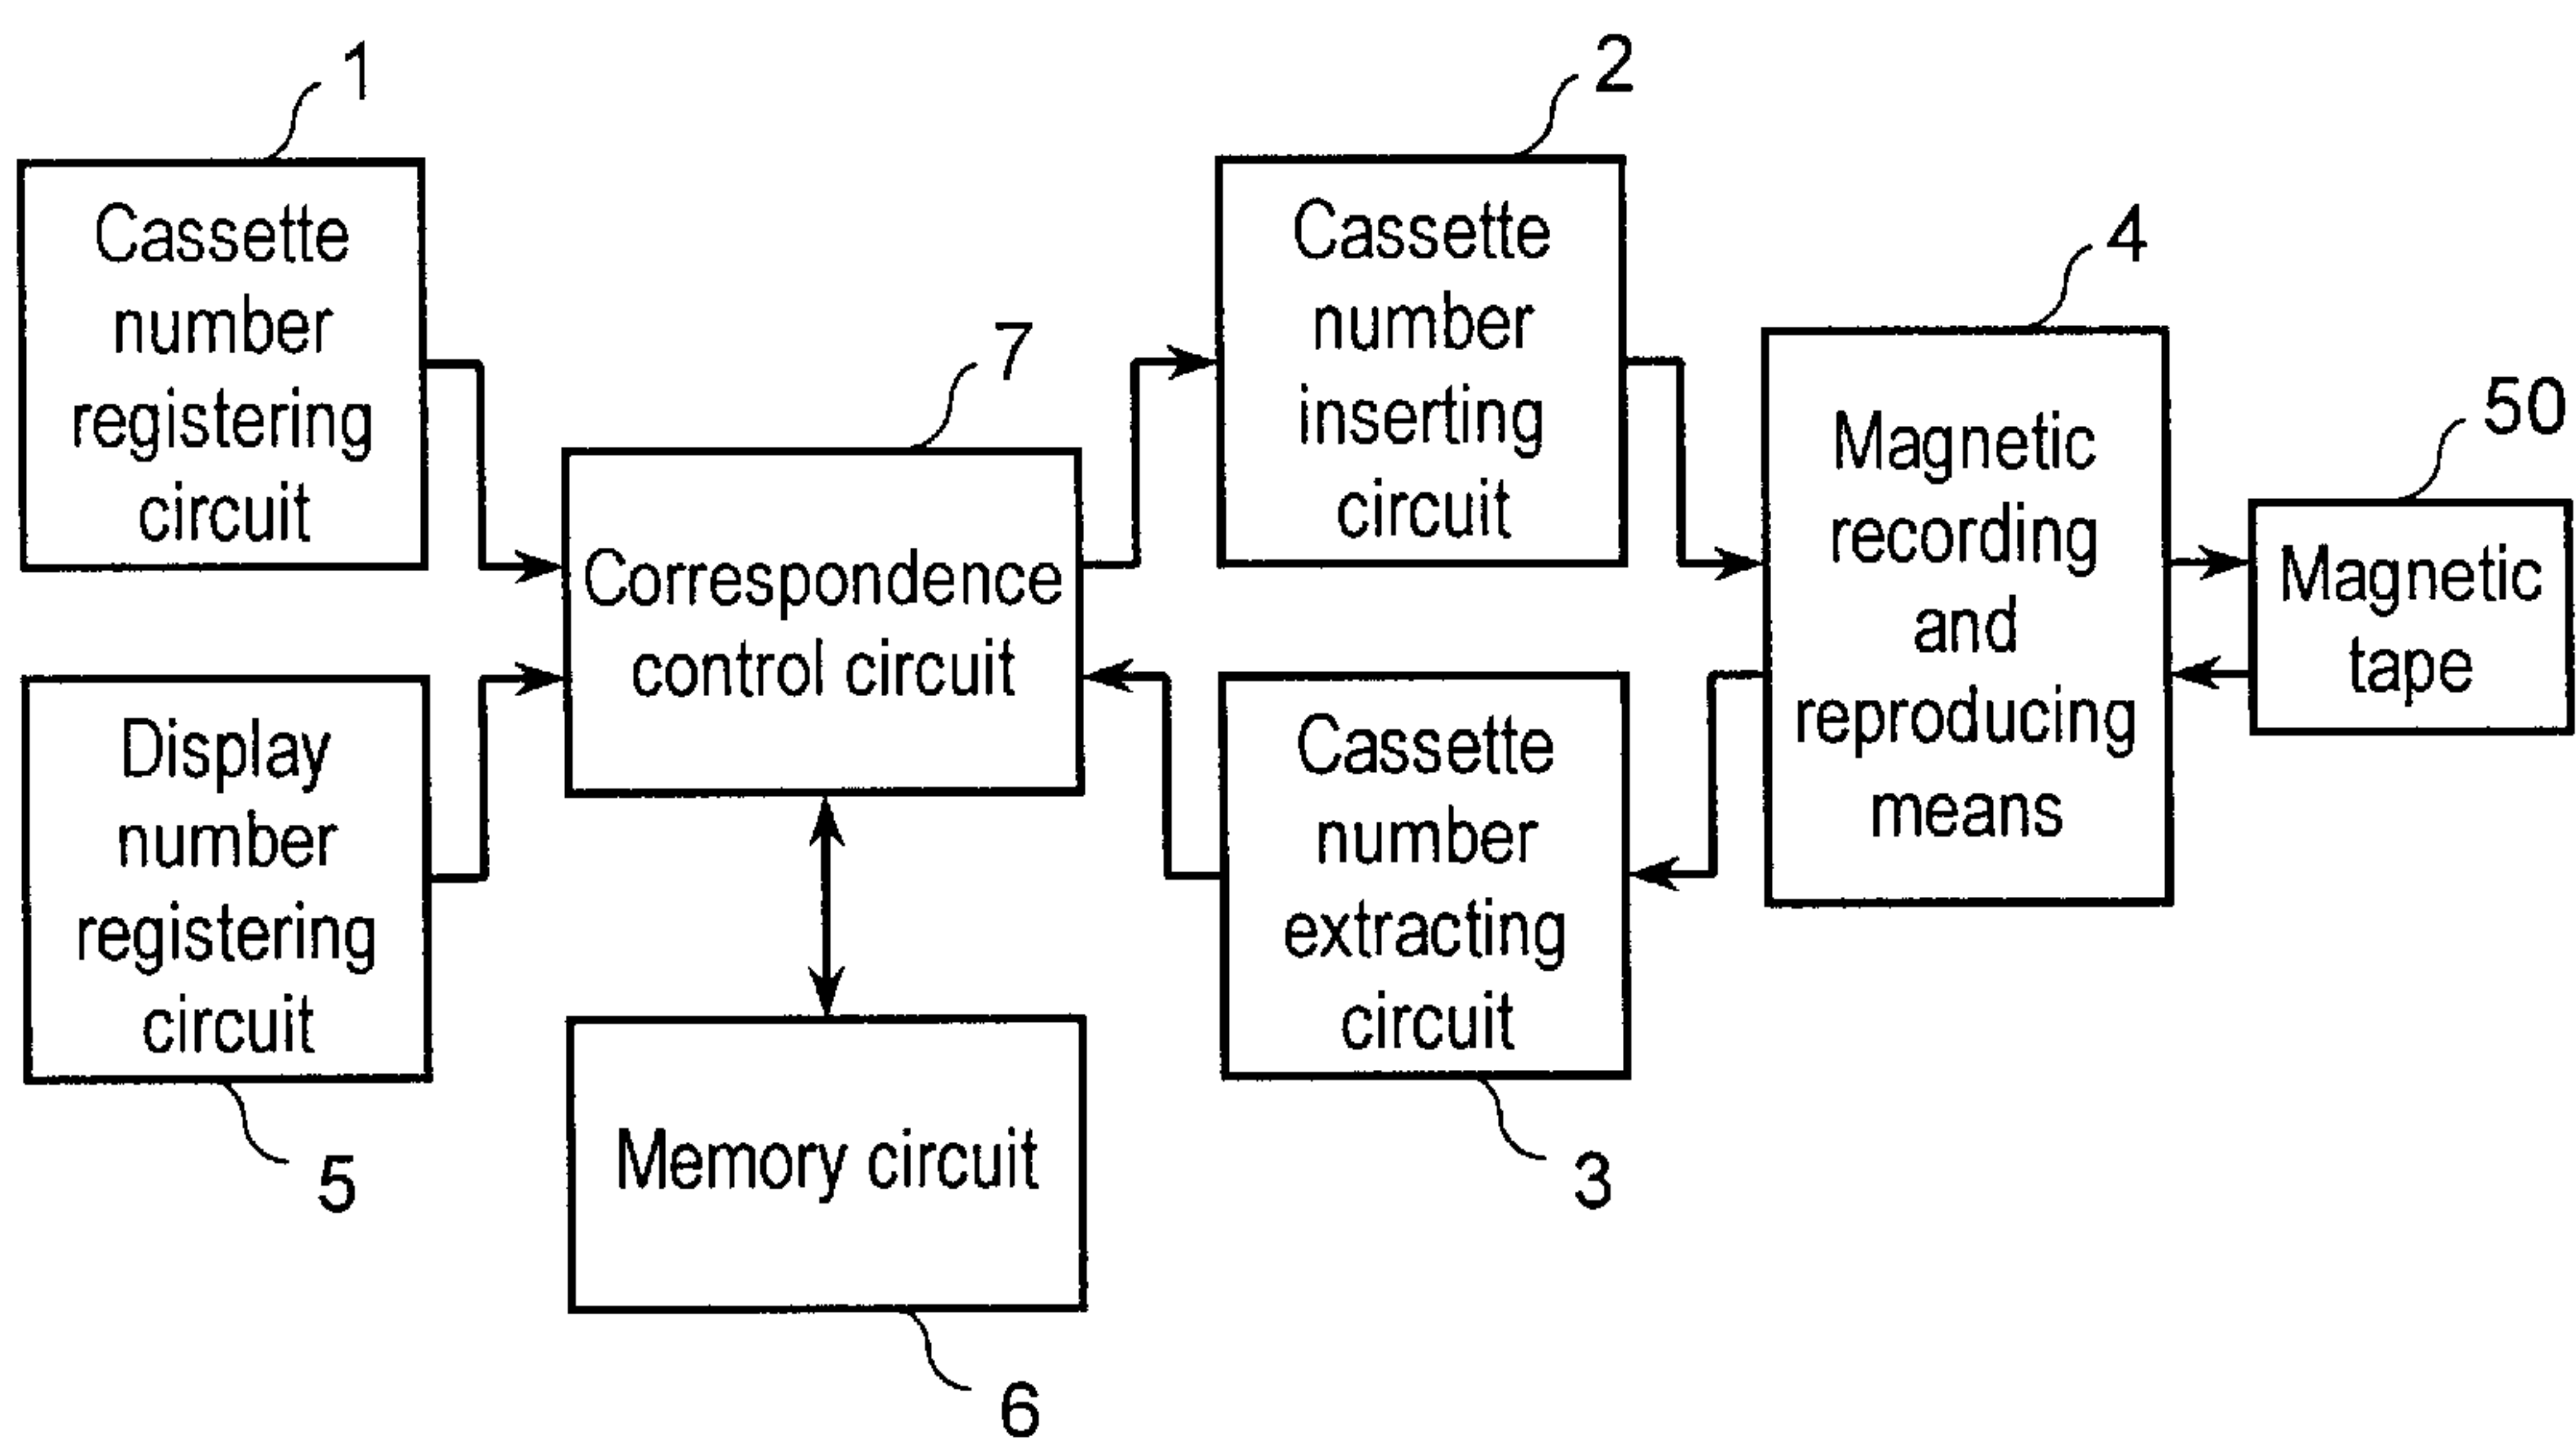 1
Cassette
number
registering
circuit
2
Cassette
number
inserting
circuit
4
Magnetic
recording
and
reproducing
means
50
Magnetic
tape
7
Correspondence
control circuit
Display
number
registering
circuit
5
Cassette
number
extracting
circuit
3
Memory circuit
6